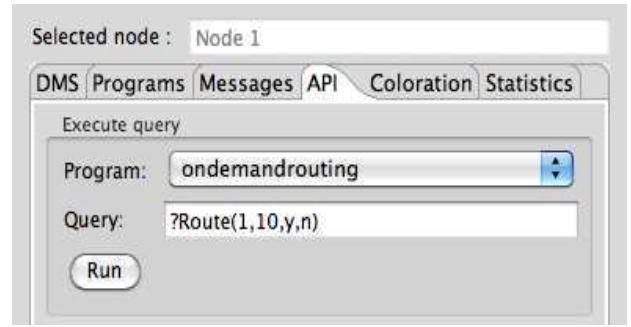 Selected node : Node 1
DMS Programs Messages API Coloration Statistics
Execute query
Program: ondemandrouting
Query: ?Route(1,10,y,n)
Run